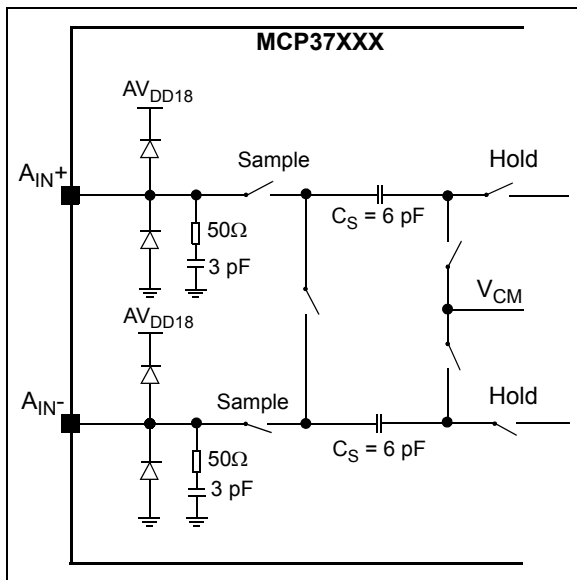 MCP37XXX
AVDD18
AIN+
Sample
Hold
CS = 6 pF
50Ω
3 pF
VCM
AVDD18
AIN-
Sample
Hold
CS = 6 pF
50Ω
3 pF